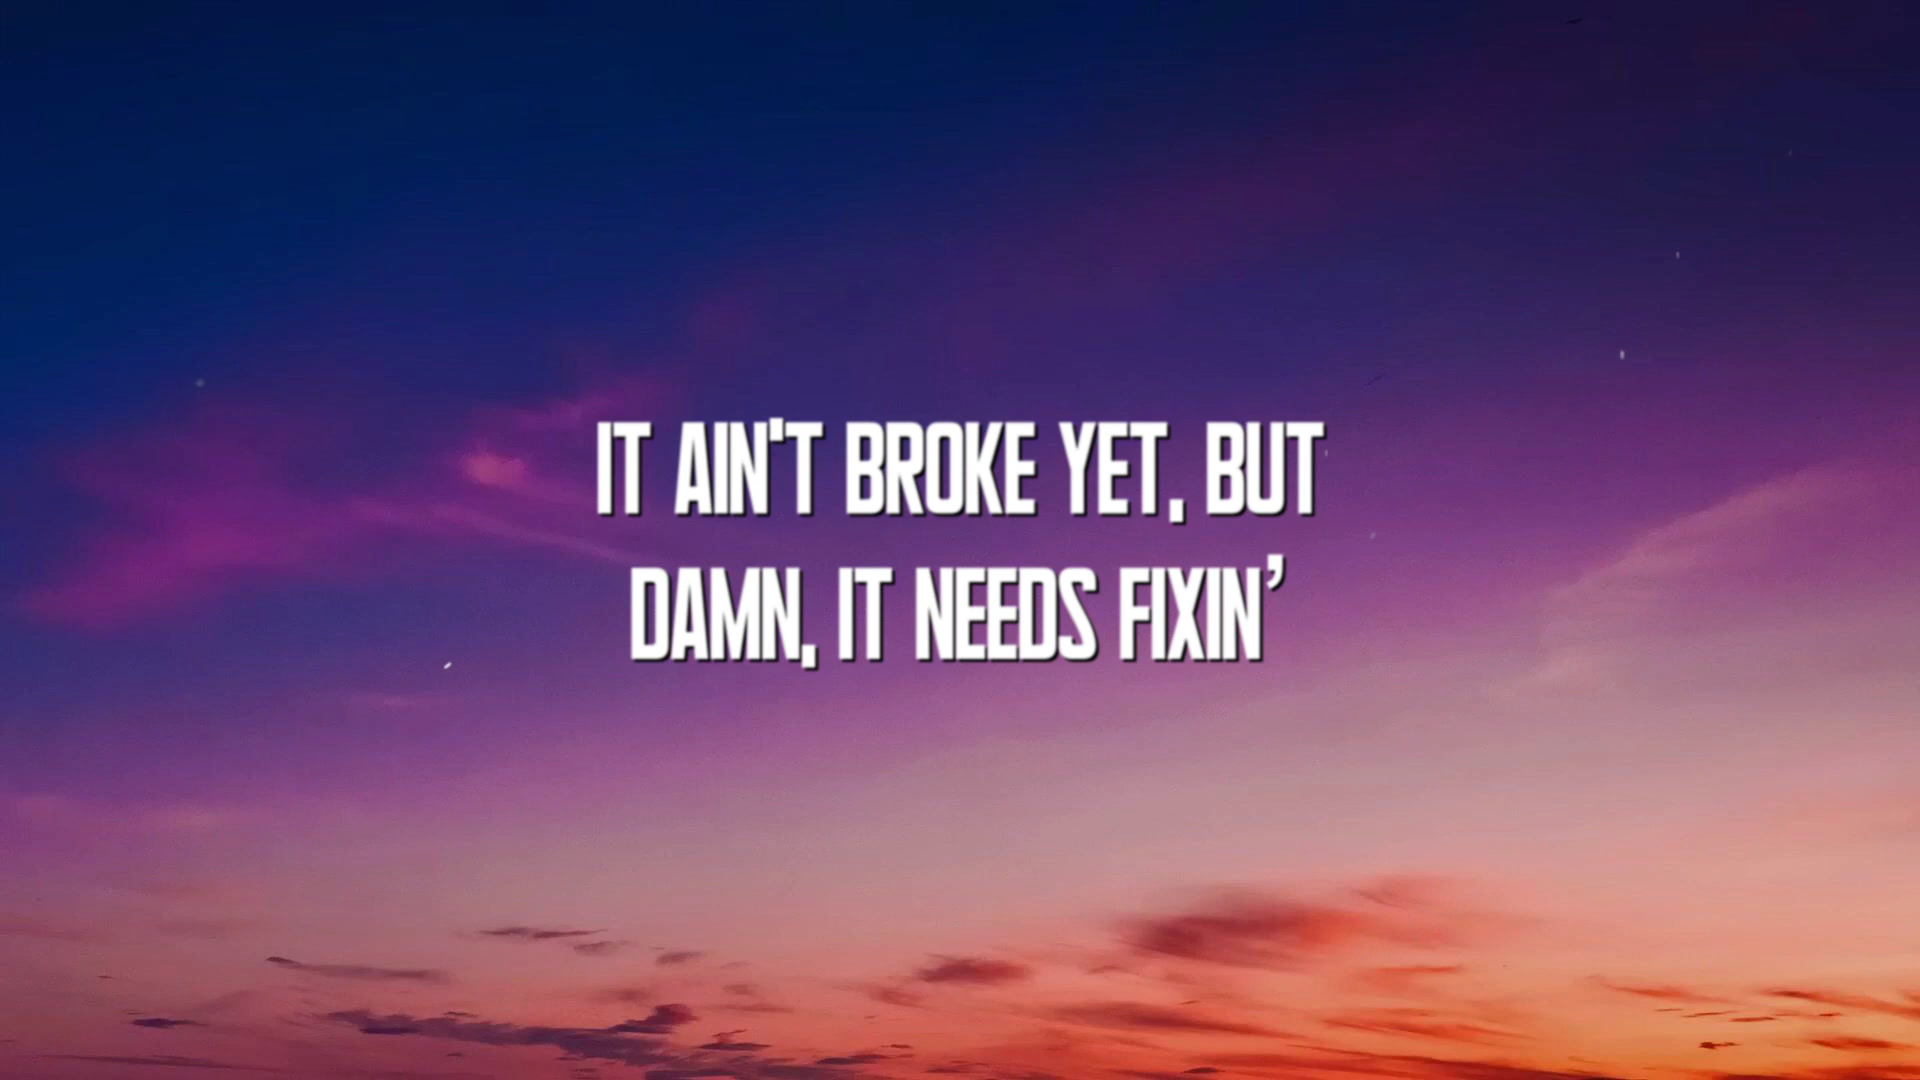 IT AIN'T BROKE YET, BUT
DAMN, IT NEEDS FIXIN’